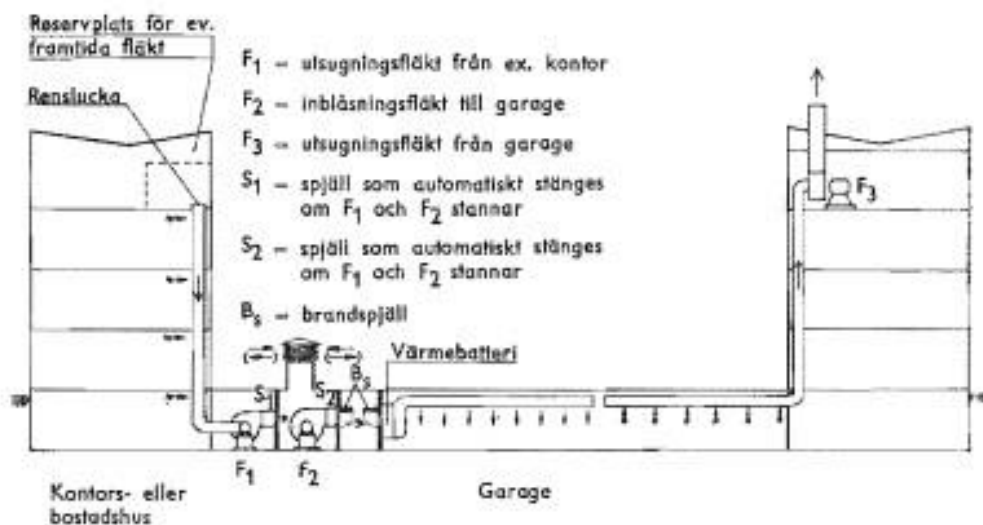 Reservplats för ev.
framtida fläkt
Renslucka
F1 – utsugningsfläkt från ex. kontor
F2 – inblåsningsfläkt till garage
F3 – utsugningsfläkt från garage
S1 – spjäll som automatiskt stänges
om F1 och F2 stannar
S2 – spjäll som automatiskt stänges
om F1 och F2 stannar
Bs – brandspjäll
F3
Värmebatteri
Bs
S
S2
F1
F2
Kontors- eller
bostadshus
Garage